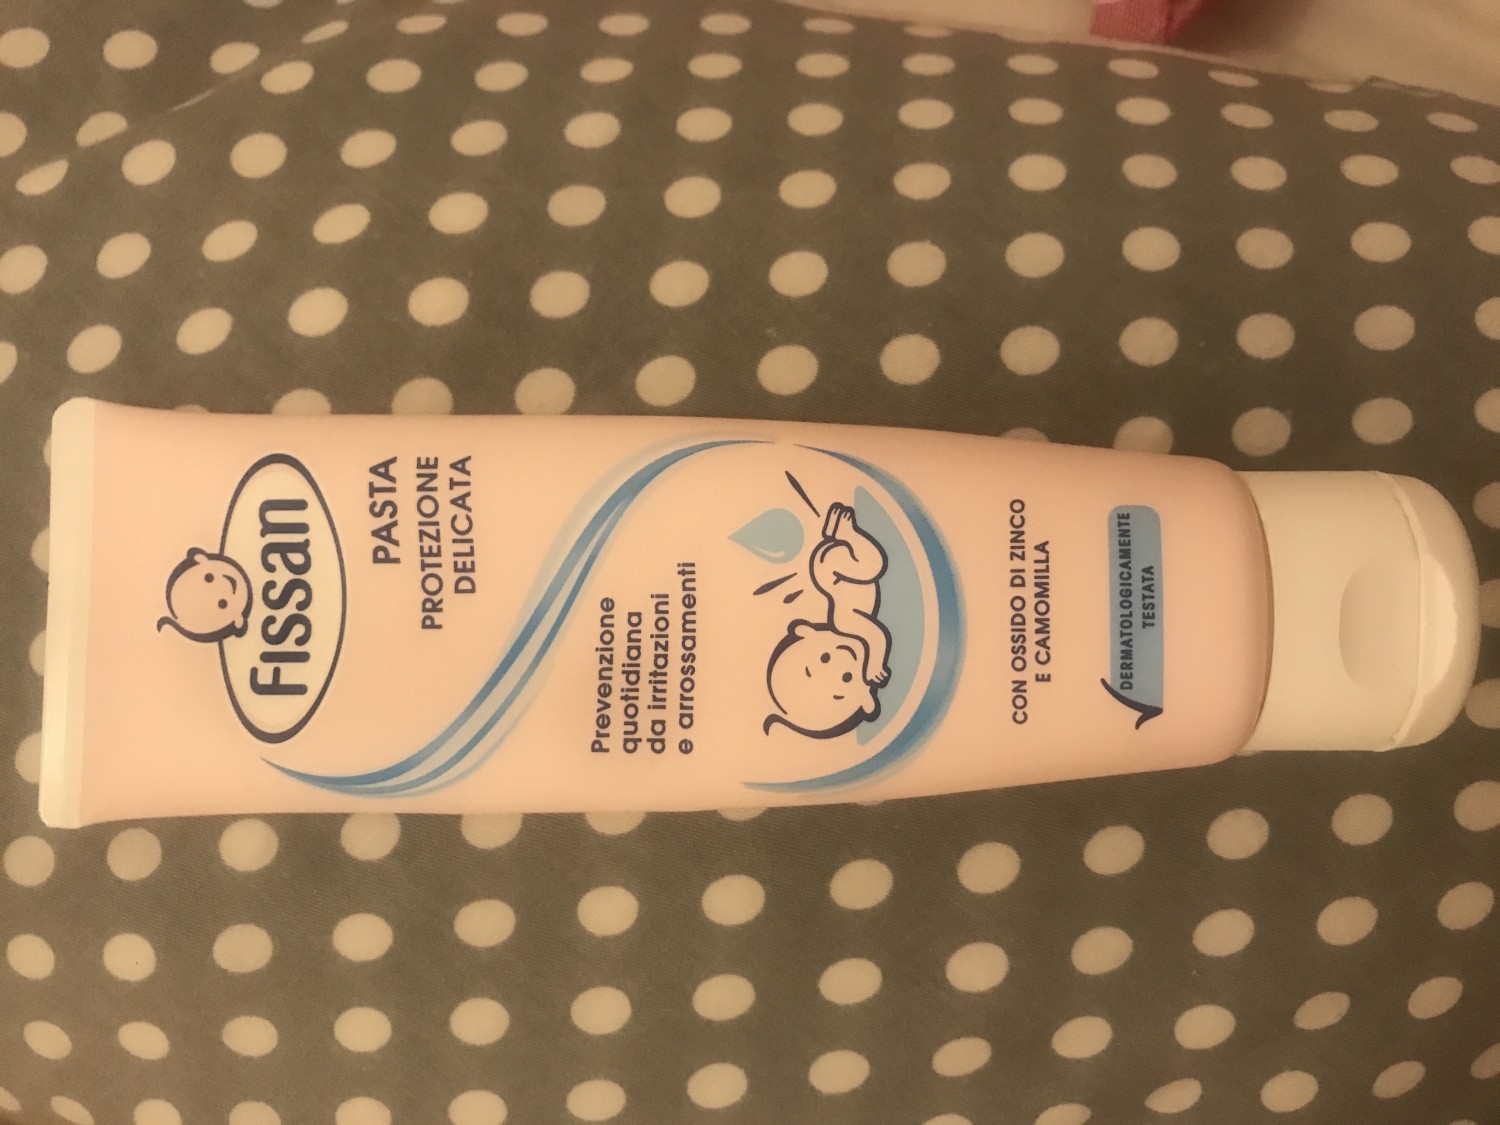 Fissan
PASTA
PROTEZIONE
DELICATA
Prevenzione
quotidiana
da irritazioni
e arrossamenti
CON OSSIDO DI ZINCO
E CAMOMILLA
DERMATOLOGICAMENTE
TESTATA